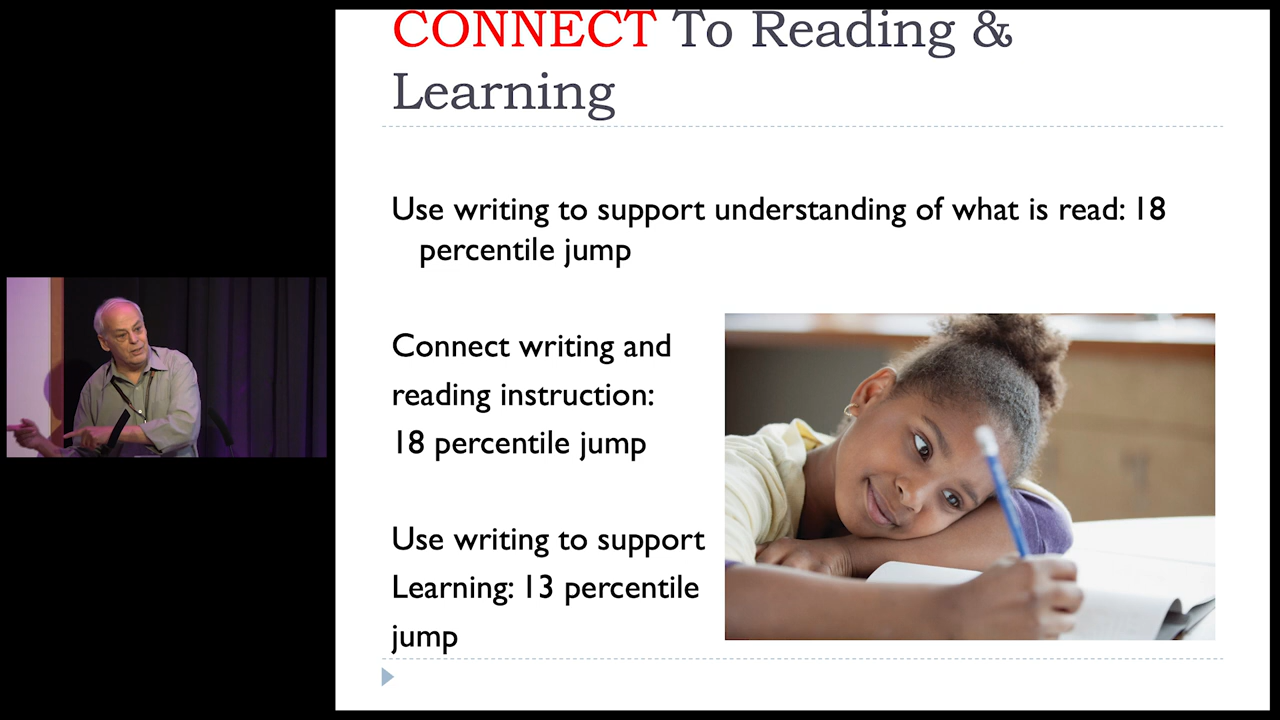 CONNECT To Reading &
Learning
Use writing to support understanding of what is read: 18
percentile jump
Connect writing and
reading instruction:
18 percentile jump
Use writing to support
Learning: 13 percentile
jump